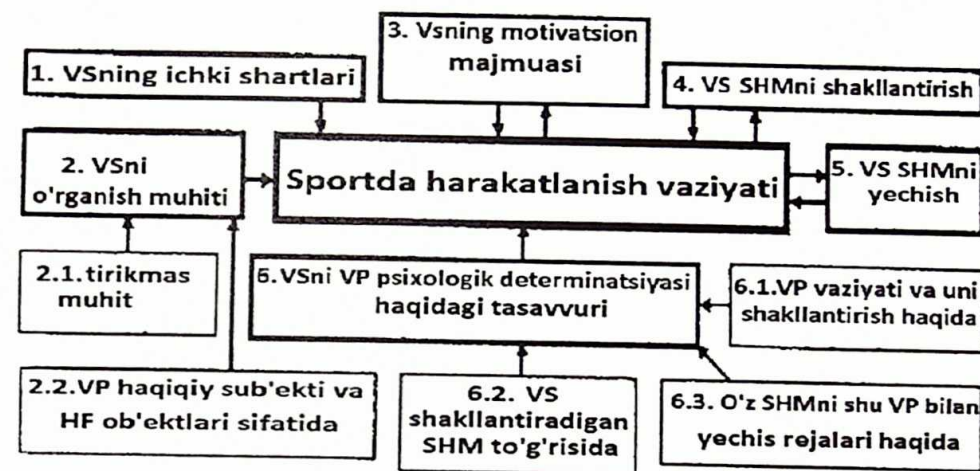 1. VSning ichki shartlari
3. Vsning motivatsion
majmuasi
4. VS SHMni shakllantirish
2. VSni
o'rganish muhiti
Sportda harakatlanish vaziyati
5. VS SHMni
yechish
2.1.tirikmas
muhit
6.VSni VP psixologik determinatsiyasi
haqidagi tasavvuri
6.1.VP vaziyati va uni
shakllantirish haqida
2.2.VP haqiqiy sub'ekti va
HF ob'ektlari sifatida
6.2. VS
shakllantiradigan
SHM to'g'risida
6.3. O'z SHMni shu VP bilan
yechis rejalari haqida